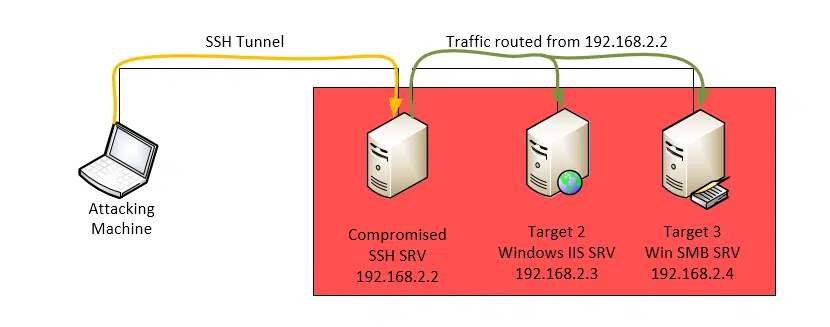 SSH Tunnel
Traffic routed from 192.168.2.2
Attacking
Machine
Compromised
SSH SRV
192.168.2.2
Target 2
Windows IIS SRV
192.168.2.3
Target 3
Win SMB SRV
192.168.2.4